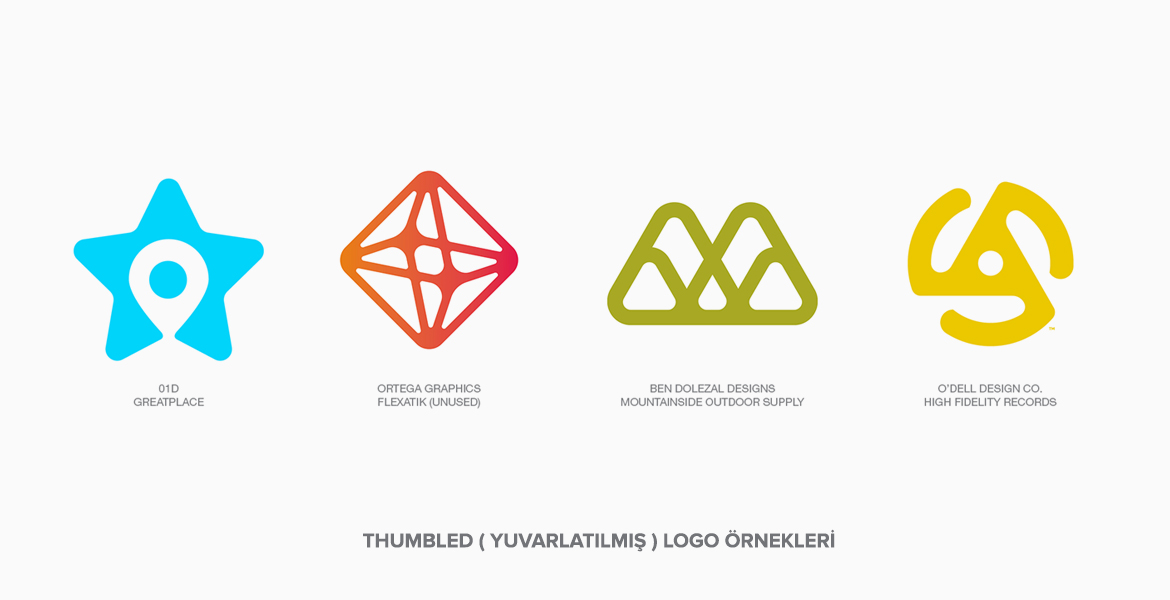 01D
GREATPLACE
ORTEGA GRAPHICS
FLEXATIK (UNUSED)
BEN DOLEZAL DESIGNS
MOUNTAINSIDE OUTDOOR SUPPLY
O'DELL DESIGN CO.
HIGH FIDELITY RECORDS
™
THUMBLED ( YUVARLATILMIŞ ) LOGO ÖRNEKLERİ